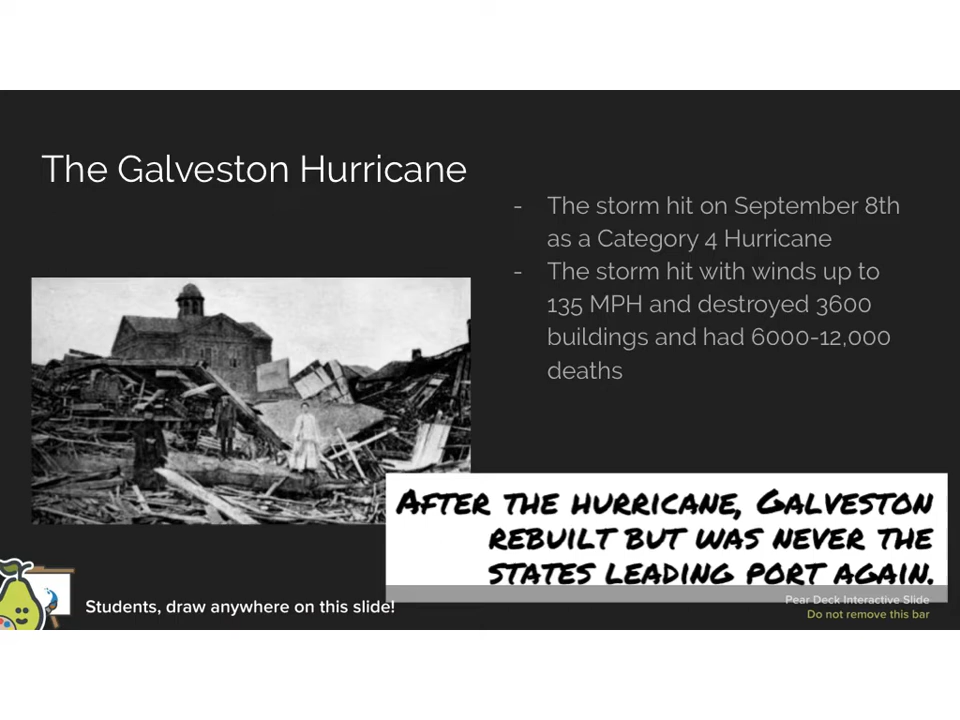 The Galveston Hurricane
- The storm hit on September 8th
as a Category 4 Hurricane
- The storm hit with winds up to
135 MPH and destroyed 3600
buildings and had 6000-12,000
deaths
AFTER THE HURRICANE, GALVESTON
REBUILT BUT WAS NEVER THE
STATES LEADING PORT AGAIN.
Students, draw anywhere on this slide!
Pear Deck Interactive Slide
Do not remove this bar